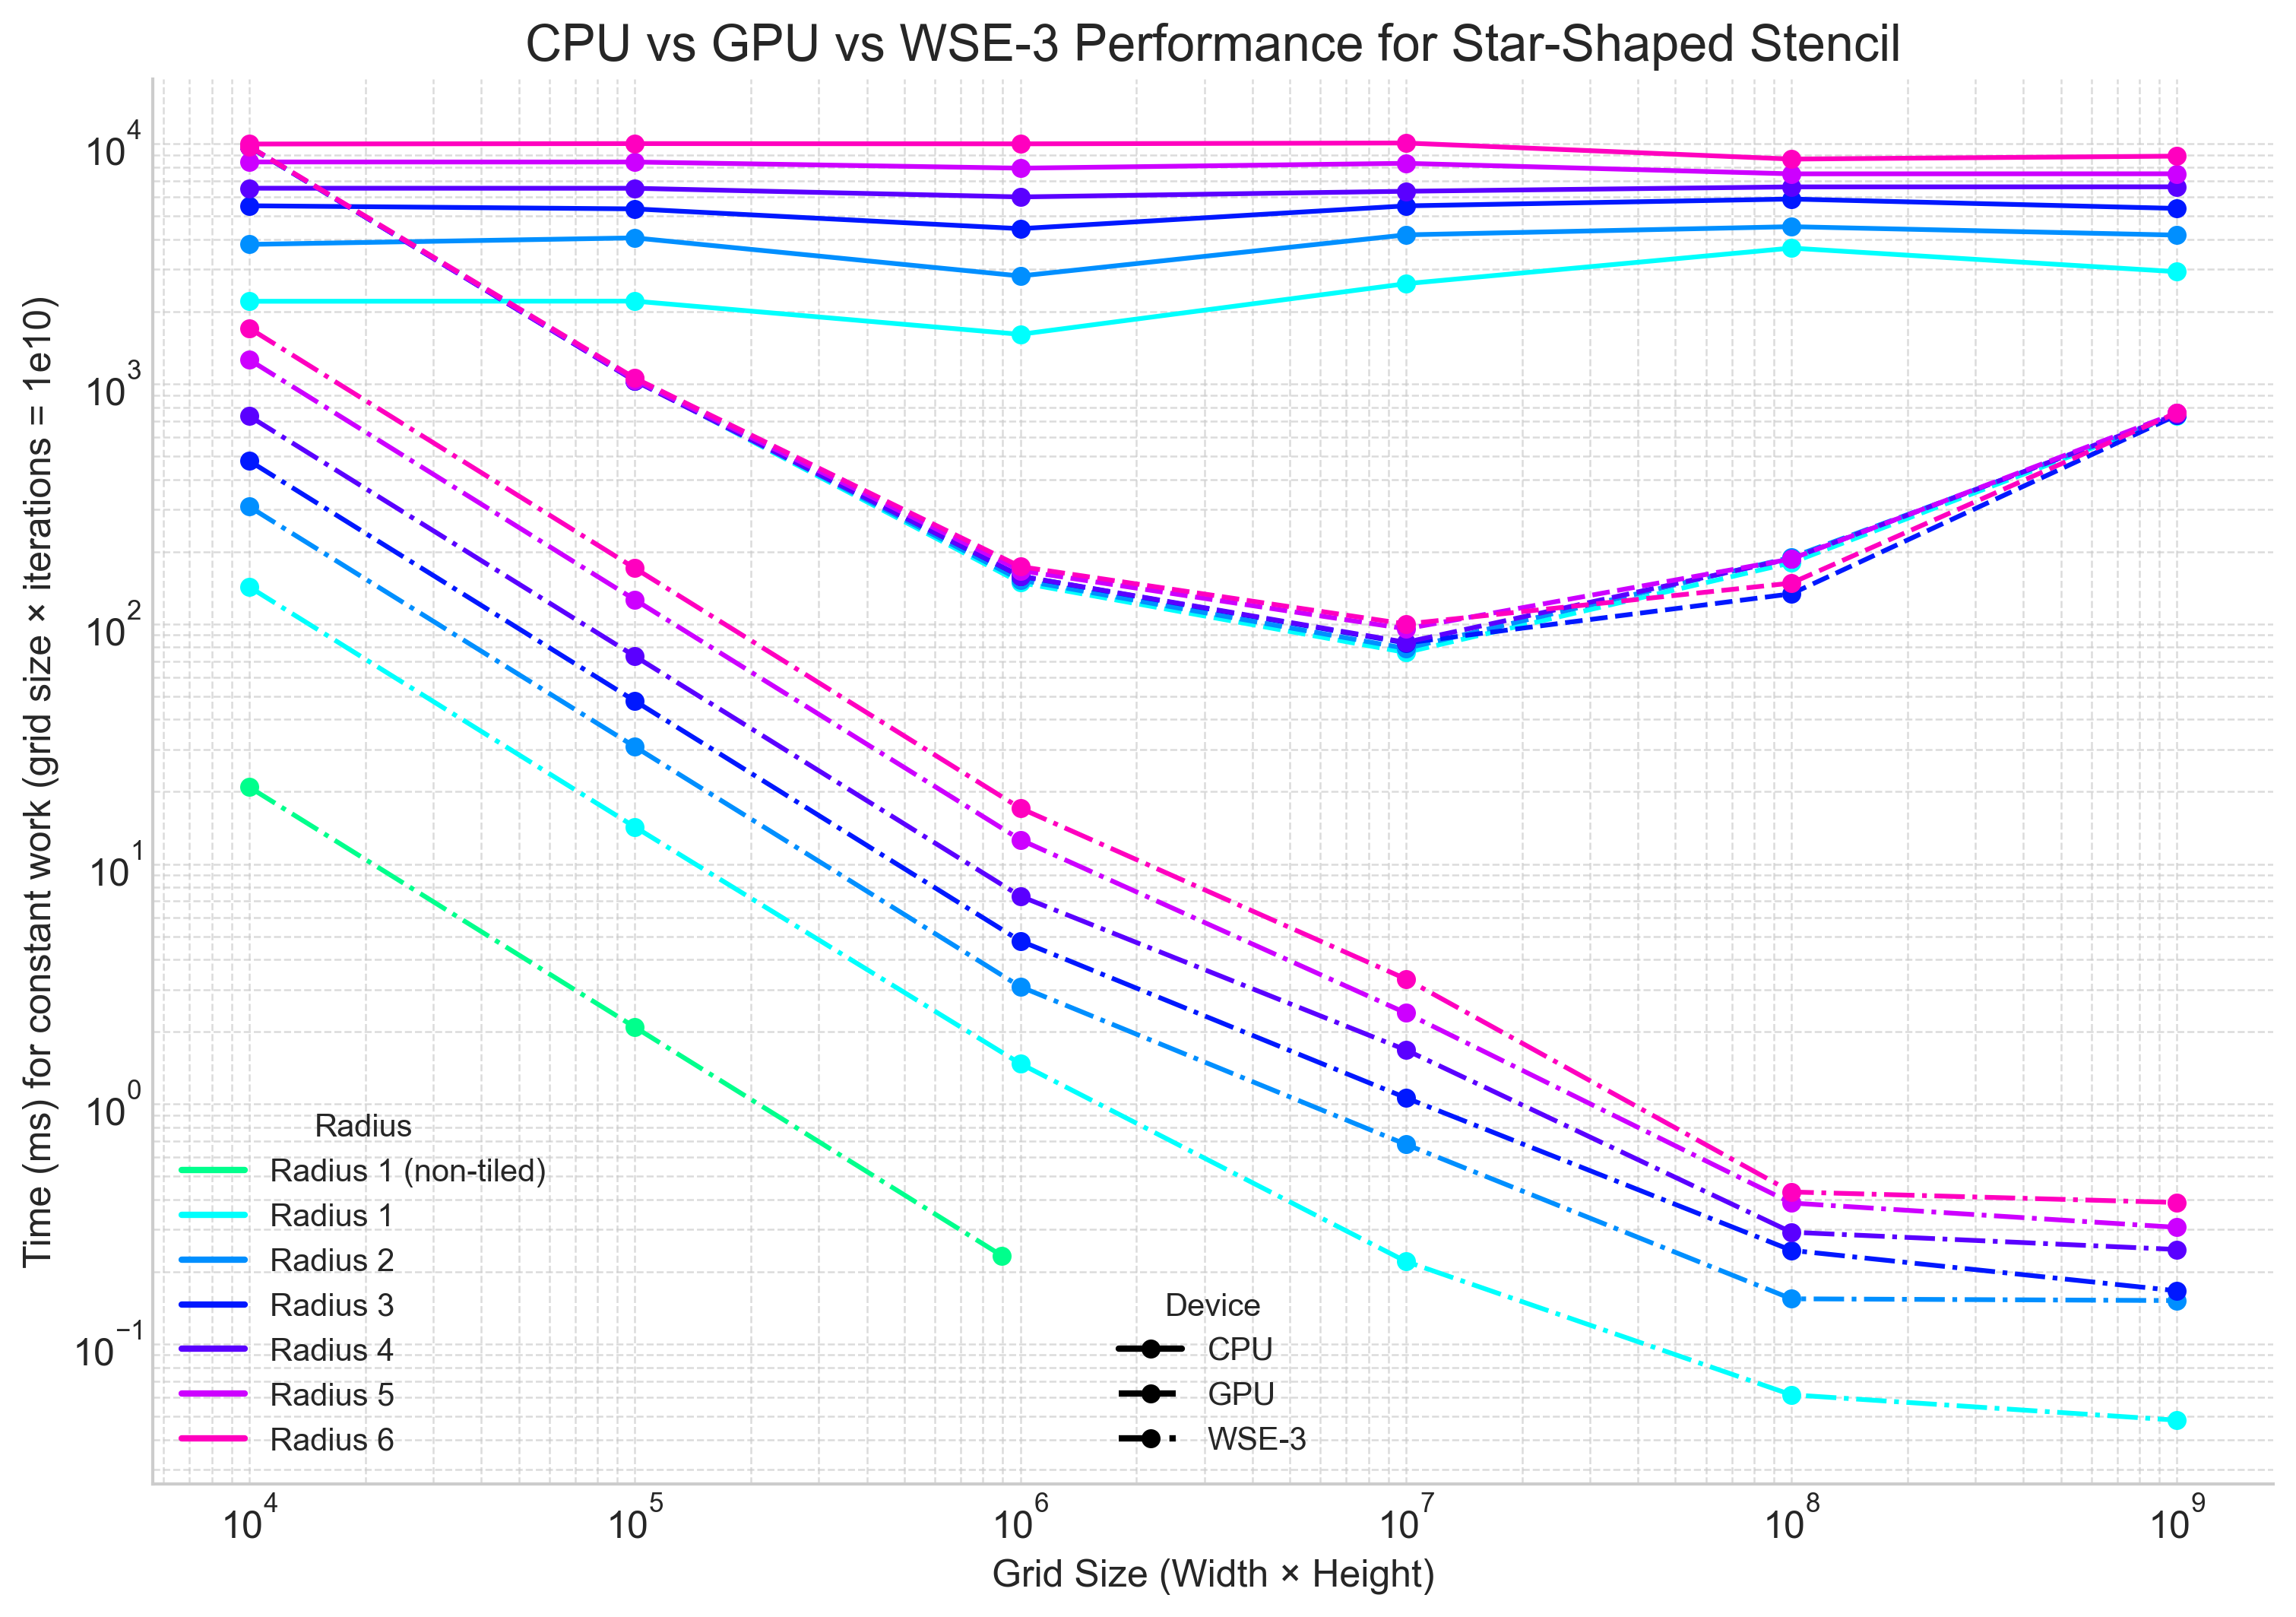 CPU vs GPU vs WSE-3 Performance for Star-Shaped Stencil
Time (ms) for constant work (grid size × iterations = 1e10)
10^4
10^3
10^2
10^1
10^0
10^−1
Radius
Radius 1 (non-tiled)
Radius 1
Radius 2
Radius 3
Radius 4
Radius 5
Radius 6
Device
CPU
GPU
WSE-3
10^4 10^5 10^6 10^7 10^8 10^9
Grid Size (Width × Height)